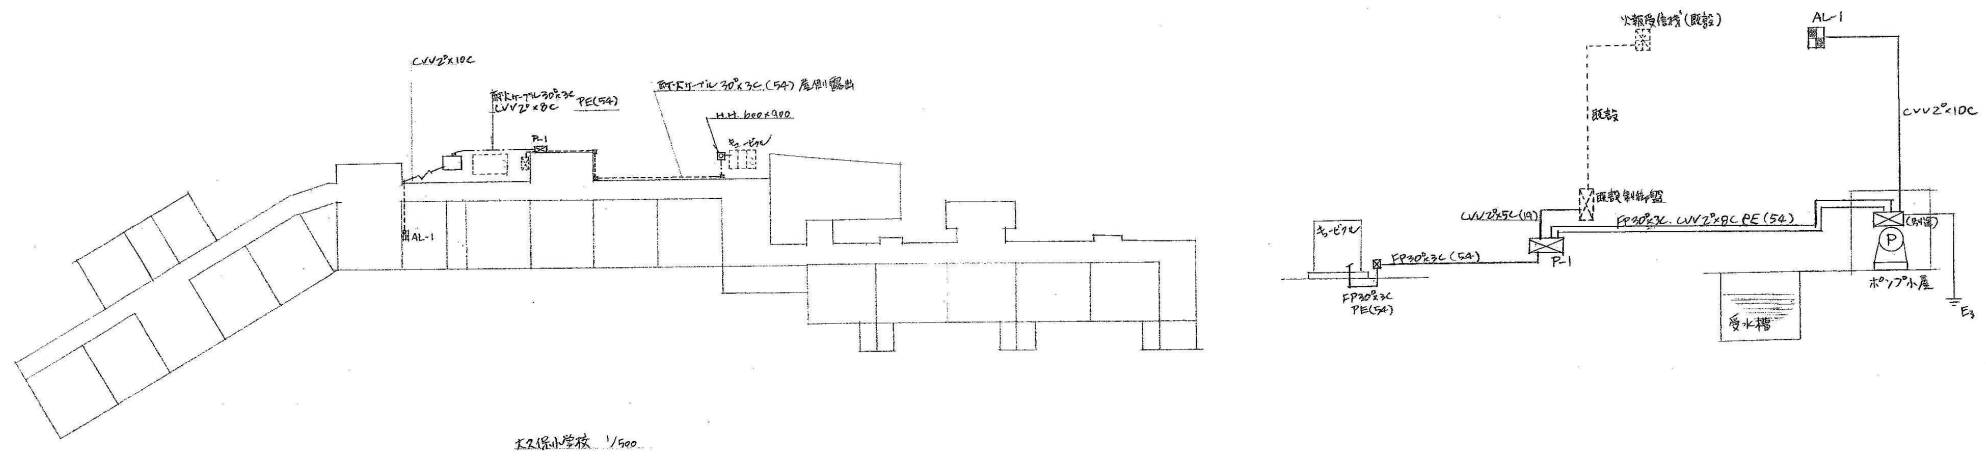 CVV2°×10C
耐火ケーブル30°×3C
CVV2°×8C PE(54)
耐火ケーブル30°×3C.(54) 屋側露出
H.H. 600×900
P-1
キュービクル
AL-1
大久保小学校 1/500
火報受信機(既設)
AL-1
既設
CVV2°×10C
既設制御盤
CVV2°×5C(19)
FP30°×3C. CVV2°×8C PE(54)
(別途)
キュービクル
P
FP30°×3C(54)
P-1
FP30°×3C
PE(54)
ポンプ小屋
受水槽
E3